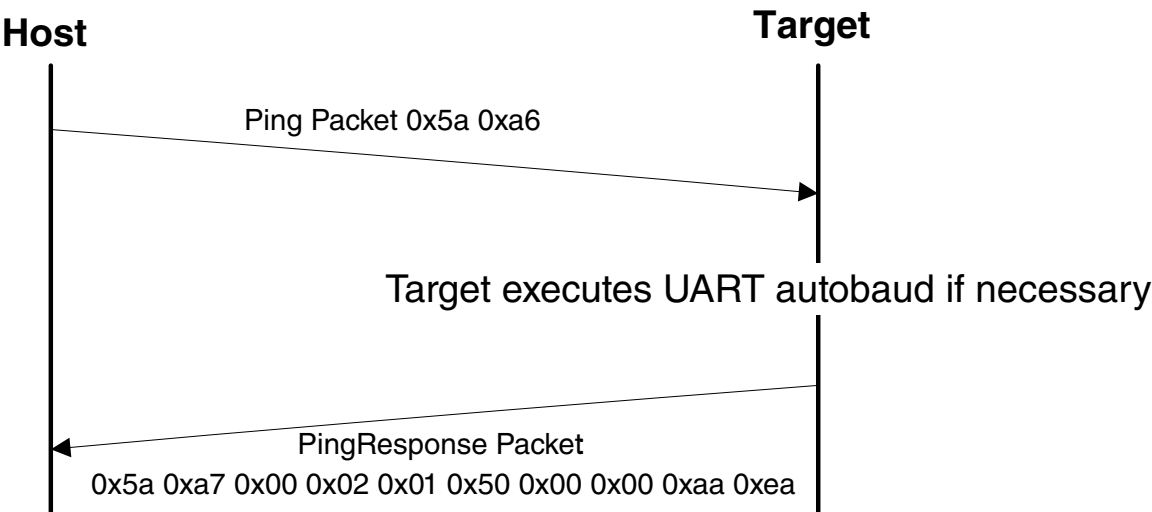 Host
Target
Ping Packet 0x5a 0xa6
Target executes UART autobaud if necessary
PingResponse Packet
0x5a 0xa7 0x00 0x02 0x01 0x50 0x00 0x00 0xaa 0xea